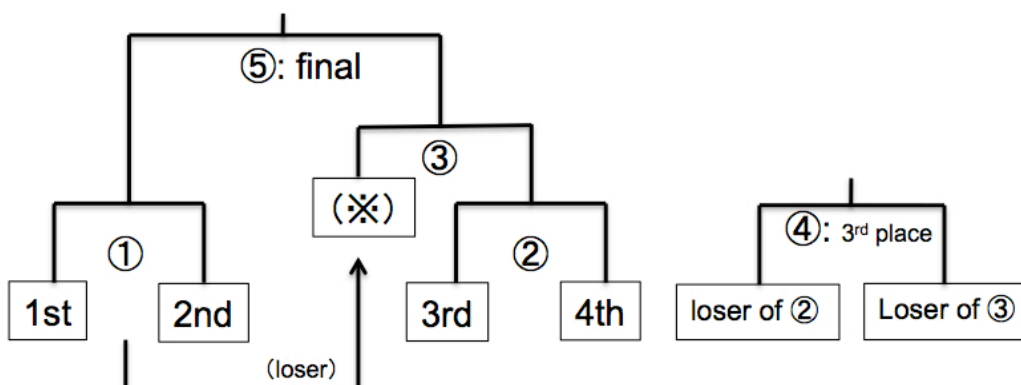 ⑤: final
③
(※)
④: 3rd place
①
②
1st
2nd
3rd
4th
loser of ②
Loser of ③
(loser)